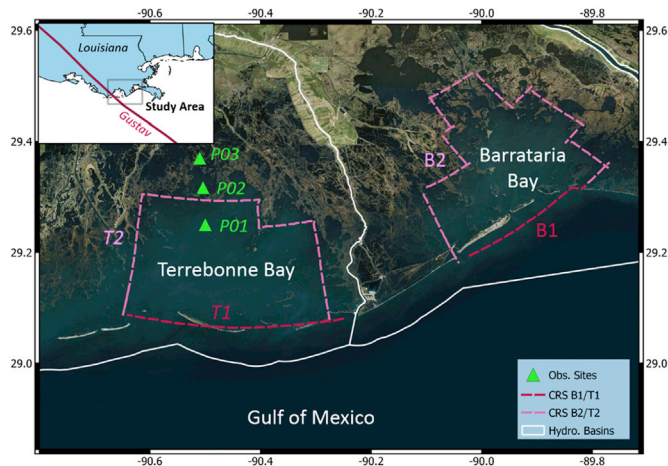 -90.6
-90.4
-90.2
-90.0
-89.8
29.6
29.6
Louisiana
Study Area
Gustav
29.4
29.4
P03
P02
P01
B2
Barrataria
Bay
29.2
29.2
T2
Terrebonne Bay
B1
T1
29.0
29.0
Gulf of Mexico
Obs. Sites
CRS B1/T1
CRS B2/T2
Hydro. Basins
-90.6
-90.4
-90.2
-90.0
-89.8